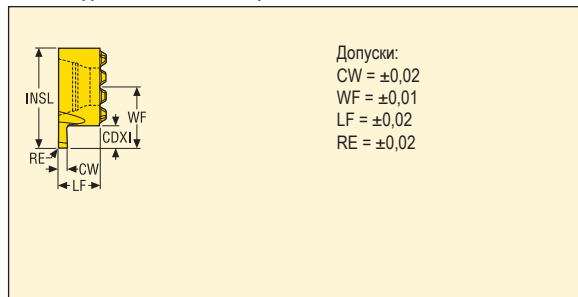 Допуски:
CW = ±0,02
WF = ±0,01
LF = ±0,02
RE = ±0,02
INSL
WF
CDXI
RE
CW
LF